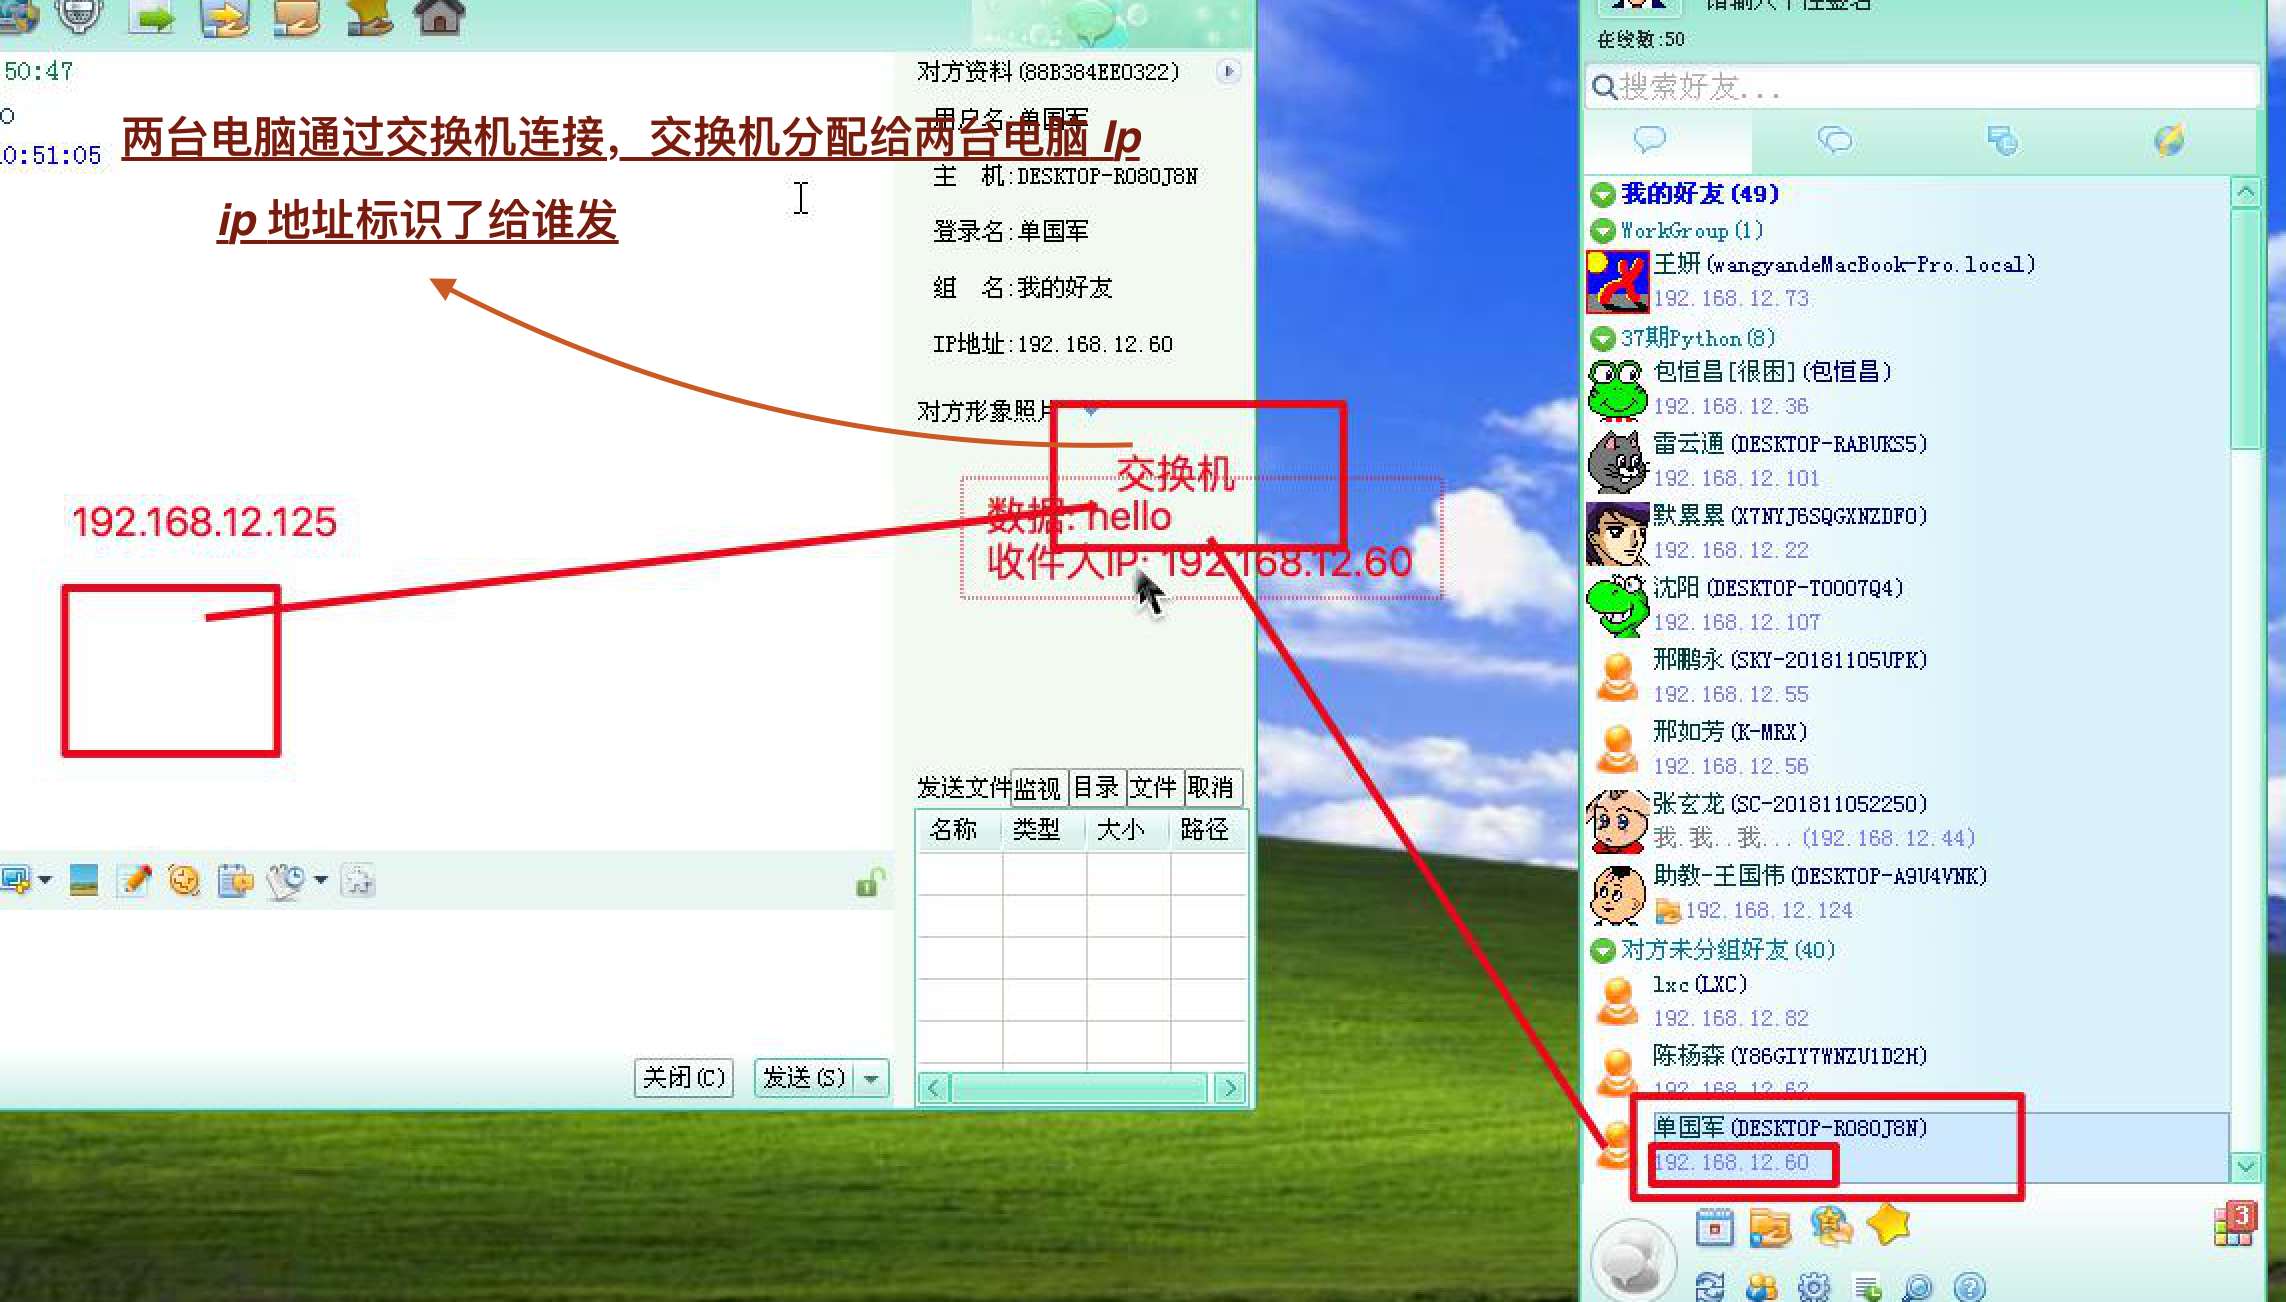 50:47
O
0:51:05
两台电脑通过交换机连接，交换机分配给两台电脑 Ip
ip 地址标识了给谁发
192.168.12.125
对方资料(88B384EE0322)
用户名:单国军
主 机:DESKTOP-RO8OJ8N
登录名:单国军
组 名:我的好友
IP地址:192.168.12.60
对方形象照片
交换机
数据: hello
收件人IP: 192.168.12.60
发送文件 监视 目录 文件 取消
名称 类型 大小 路径
关闭(C) 发送(S)
在线数:50
搜索好友...
我的好友(49)
WorkGroup(1)
王妍(wangyandeMacBook-Pro.local)
192.168.12.73
37期Python(8)
包恒昌[很困](包恒昌)
192.168.12.36
雷云通(DESKTOP-RABUKS5)
192.168.12.101
默累累(X7NYJ6SQGXNZDFO)
192.168.12.22
沈阳(DESKTOP-TOOO7Q4)
192.168.12.107
邢鹏永(SKY-20181105UPK)
192.168.12.55
邢如芳(K-MRX)
192.168.12.56
张玄龙(SC-201811052250)
我.我..我...(192.168.12.44)
助教-王国伟(DESKTOP-A9U4VNK)
192.168.12.124
对方未分组好友(40)
lxc(LXC)
192.168.12.82
陈杨森(Y86GIY7WNZU1D2H)
192.168.12.62
单国军(DESKTOP-RO8OJ8N)
192.168.12.60
3